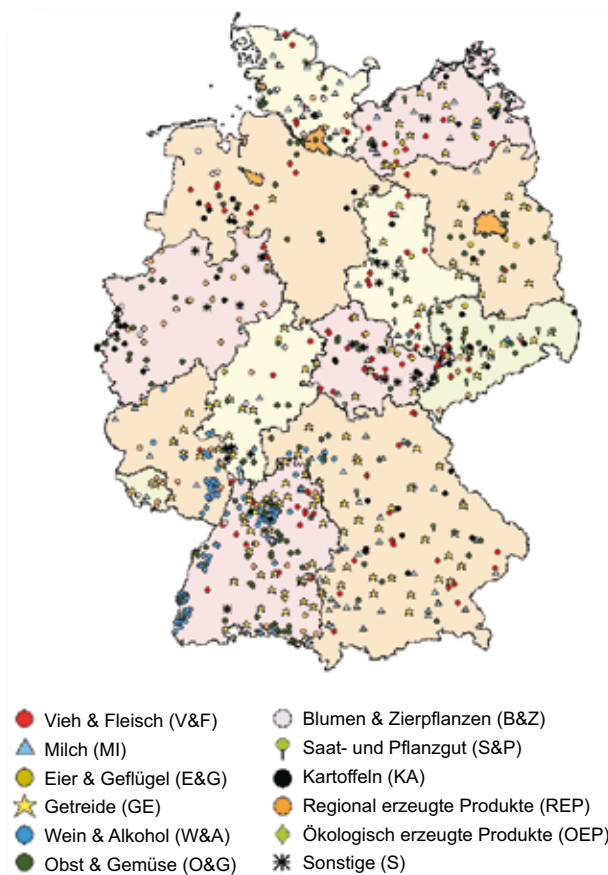 Vieh & Fleisch (V&F)
Milch (MI)
Eier & Geflügel (E&G)
Getreide (GE)
Wein & Alkohol (W&A)
Obst & Gemüse (O&G)
Blumen & Zierpflanzen (B&Z)
Saat- und Pflanzgut (S&P)
Kartoffeln (KA)
Regional erzeugte Produkte (REP)
Ökologisch erzeugte Produkte (OEP)
Sonstige (S)